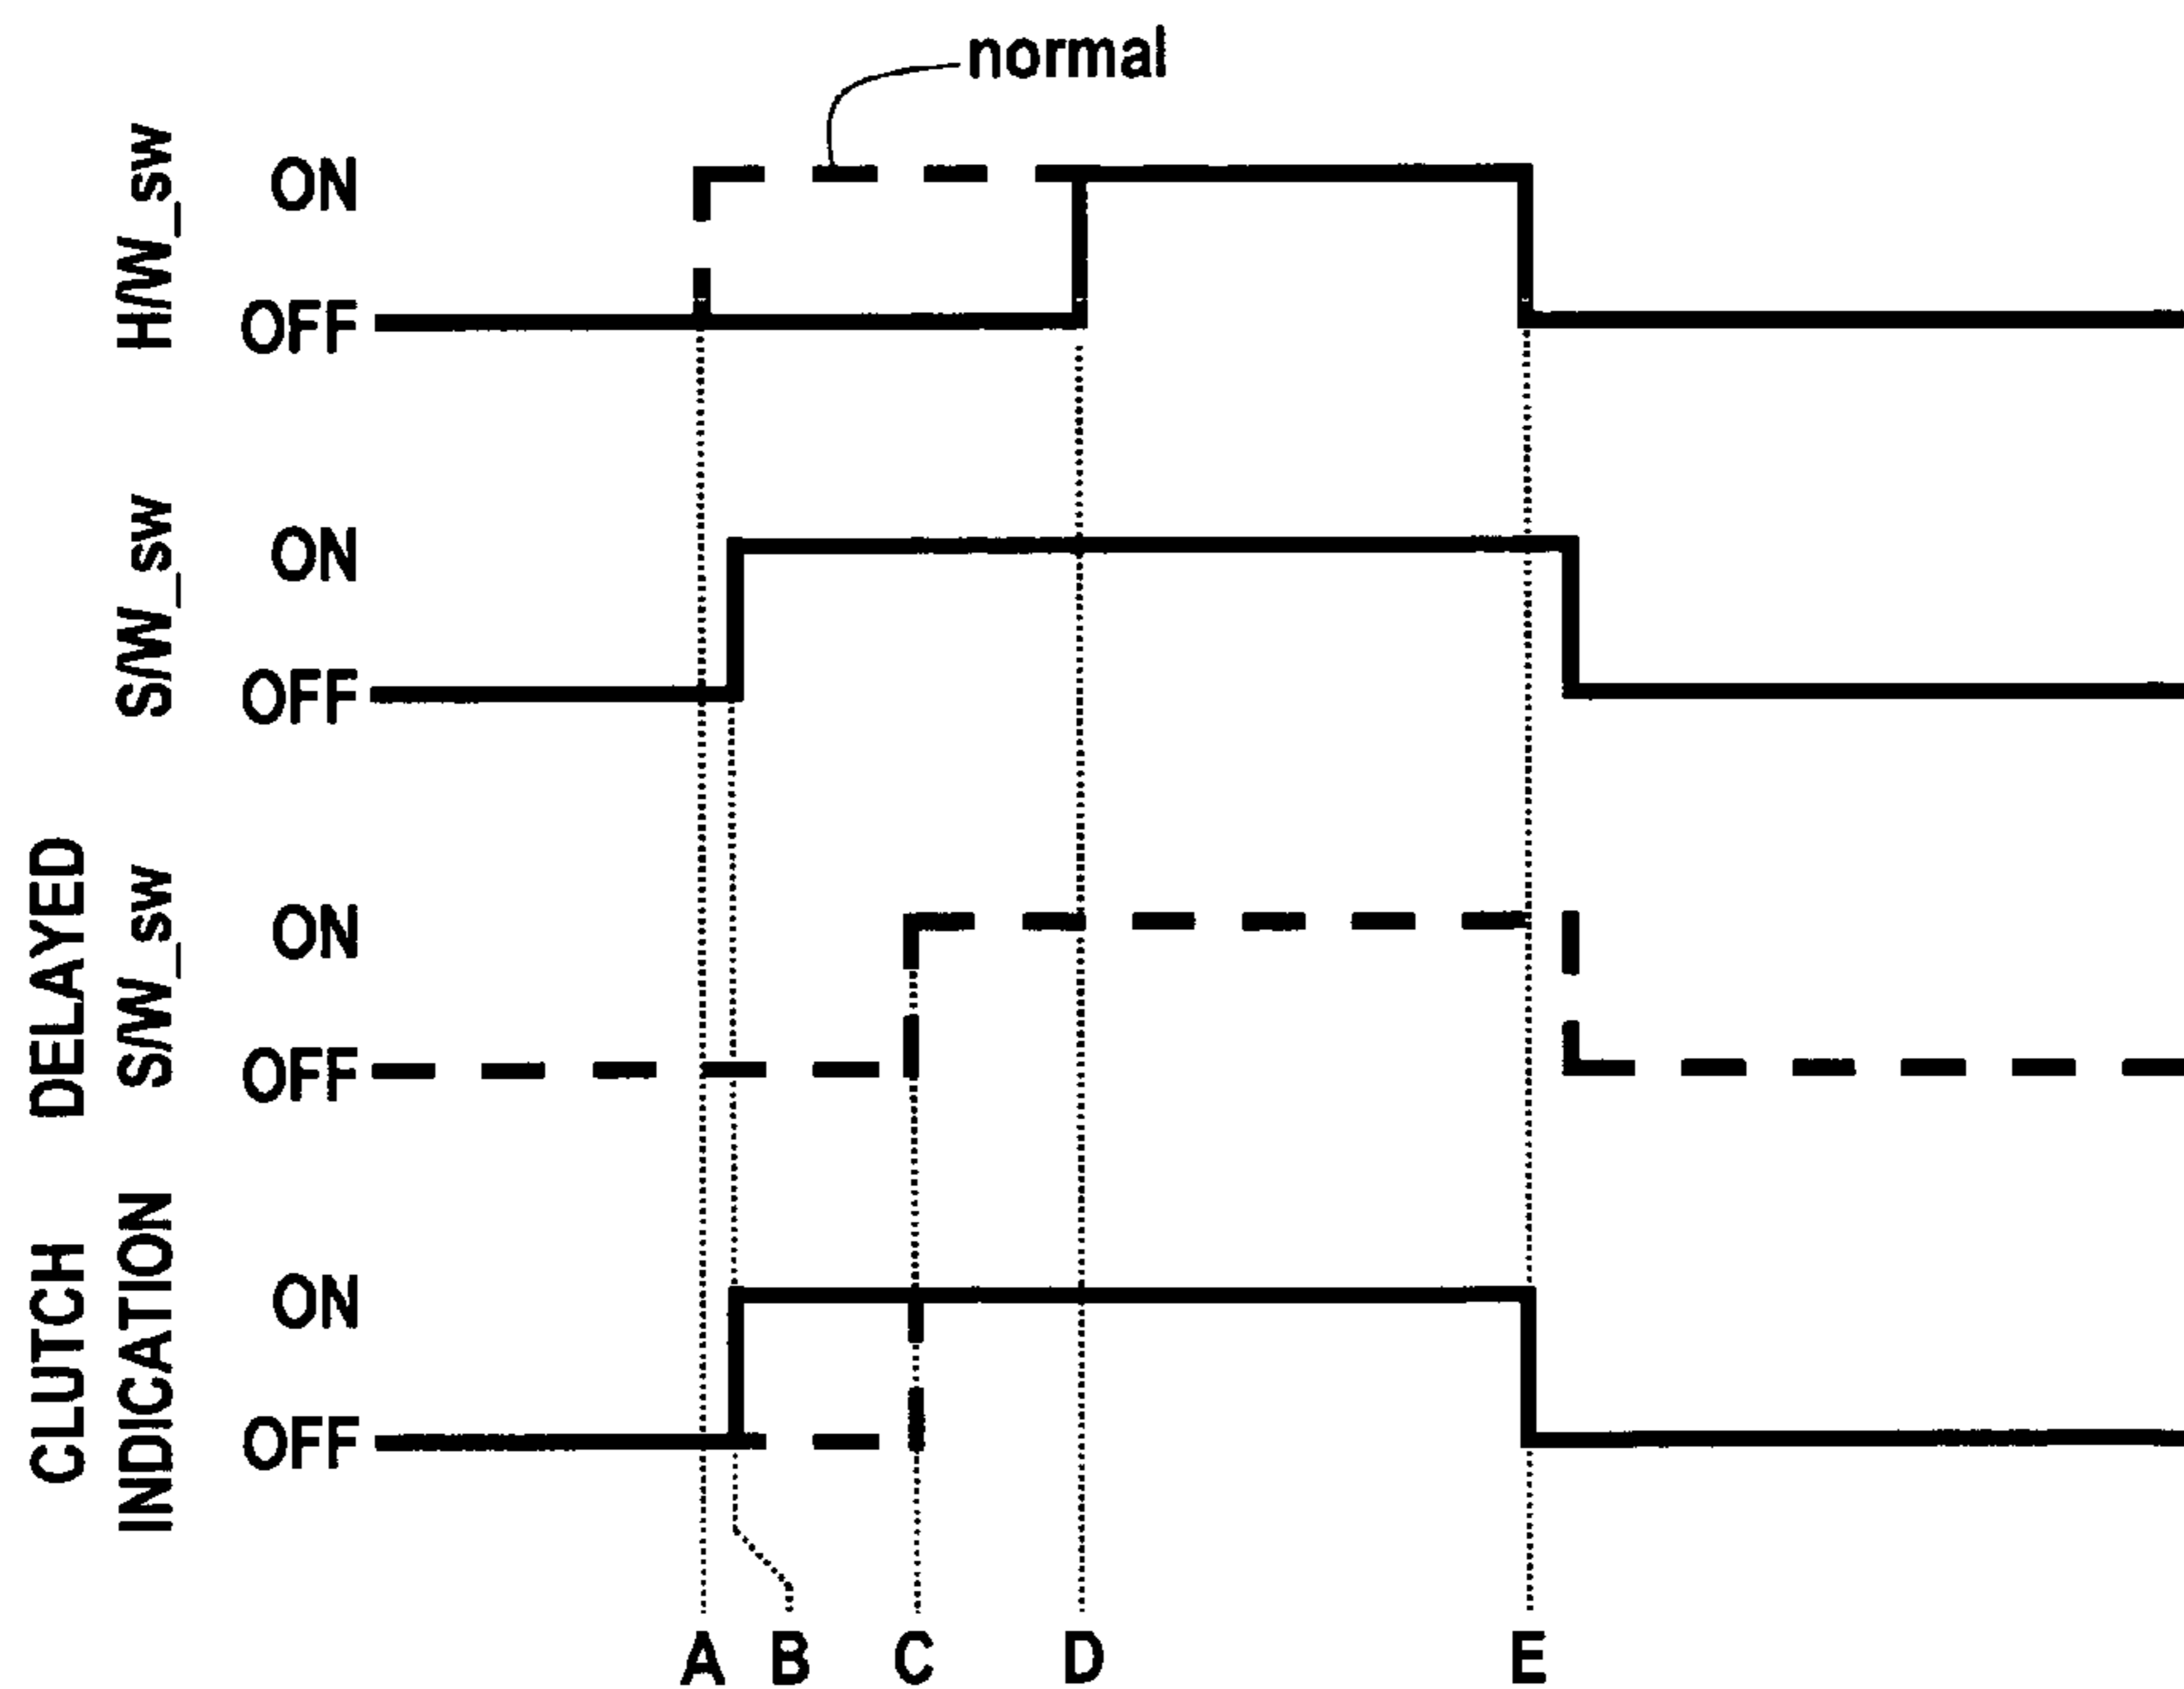 normal
H/W_sw
ON
OFF
S/W_sw
ON
OFF
DELAYED
S/W_sw
ON
OFF
CLUTCH
INDICATION
ON
OFF
A B C D E